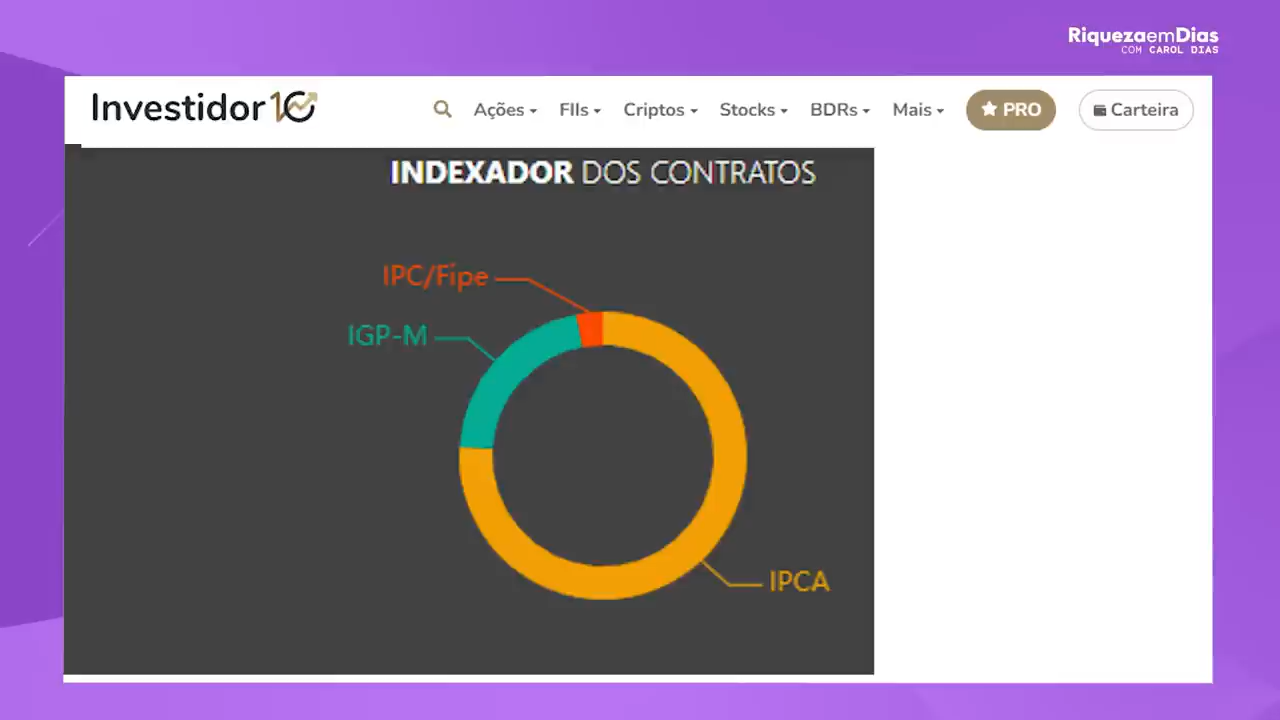 RiquezaemDias
COM CAROL DIAS
Investidor10
Ações
FIIs
Criptos
Stocks
BDRs
Mais
PRO
Carteira
INDEXADOR DOS CONTRATOS
IPC/Fipe
IGP-M
IPCA